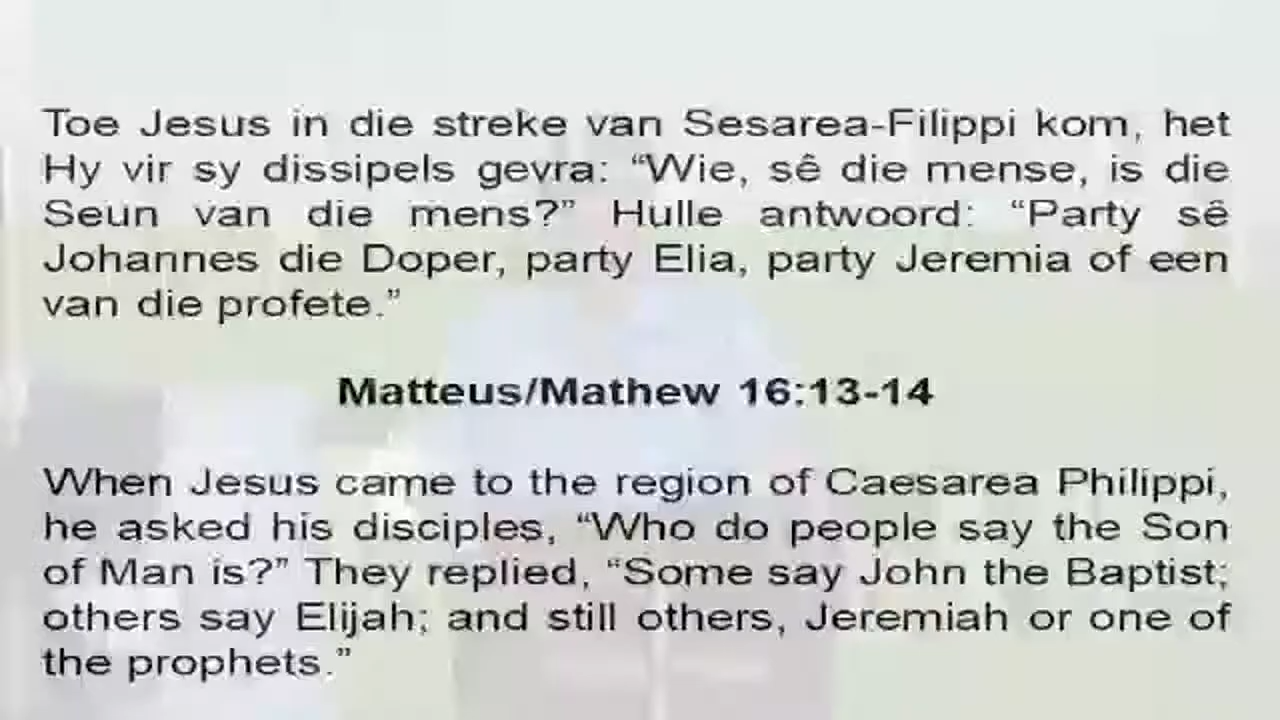 Toe Jesus in die streke van Sesarea-Filippi kom, het
Hy vir sy dissipels gevra: “Wie, sê die mense, is die
Seun van die mens?” Hulle antwoord: “Party sê
Johannes die Doper, party Elia, party Jeremia of een
van die profete.”
Matteus/Mathew 16:13-14
When Jesus came to the region of Caesarea Philippi,
he asked his disciples, “Who do people say the Son
of Man is?” They replied, “Some say John the Baptist;
others say Elijah; and still others, Jeremiah or one of
the prophets.”